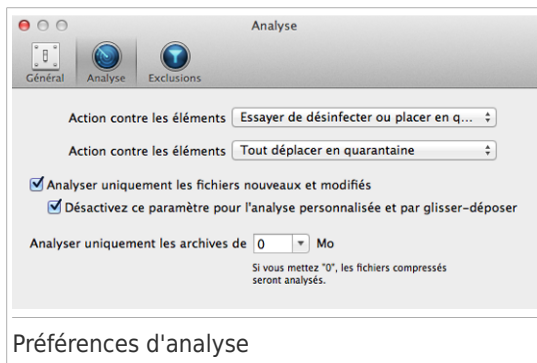 Analyse
Général Analyse Exclusions
Action contre les éléments Essayer de désinfecter ou placer en q...
Action contre les éléments Tout déplacer en quarantaine
Analyser uniquement les fichiers nouveaux et modifiés
Désactivez ce paramètre pour l'analyse personnalisée et par glisser-déposer
Analyser uniquement les archives de 0 Mo
Si vous mettez "0", les fichiers compressés
seront analysés.
Préférences d'analyse